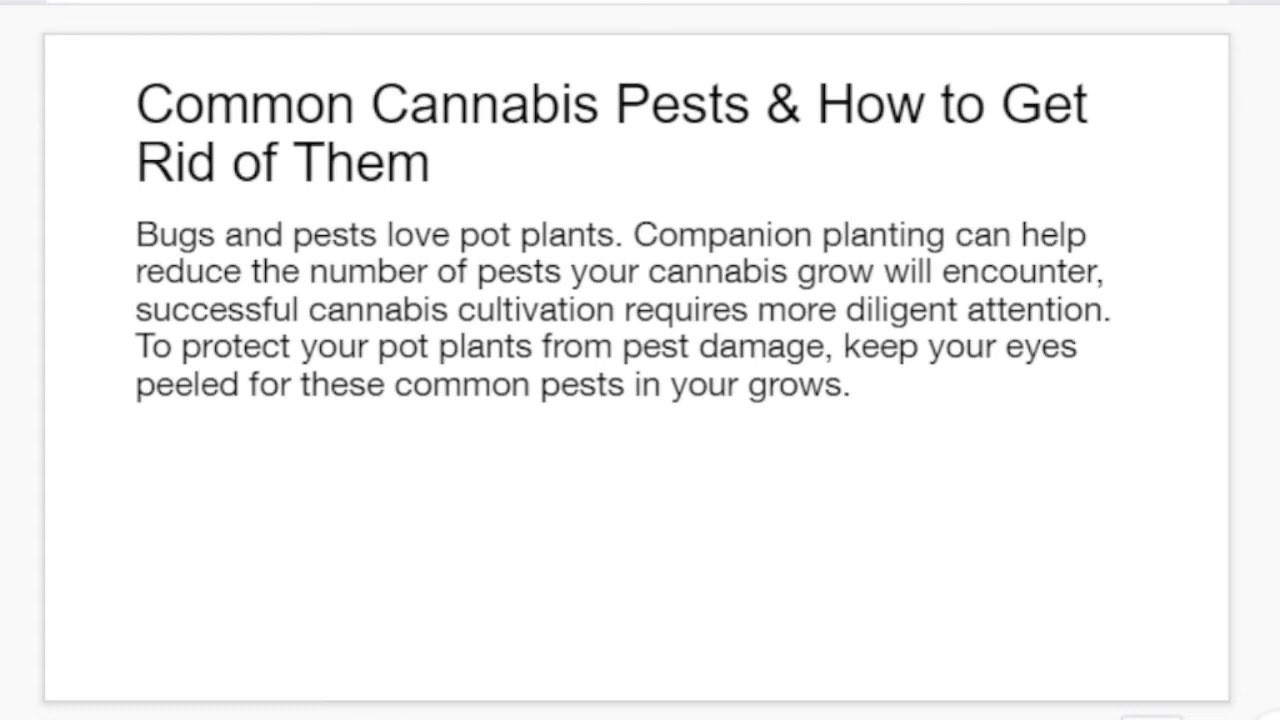 Common Cannabis Pests & How to Get
Rid of Them
Bugs and pests love pot plants. Companion planting can help
reduce the number of pests your cannabis grow will encounter,
successful cannabis cultivation requires more diligent attention.
To protect your pot plants from pest damage, keep your eyes
peeled for these common pests in your grows.